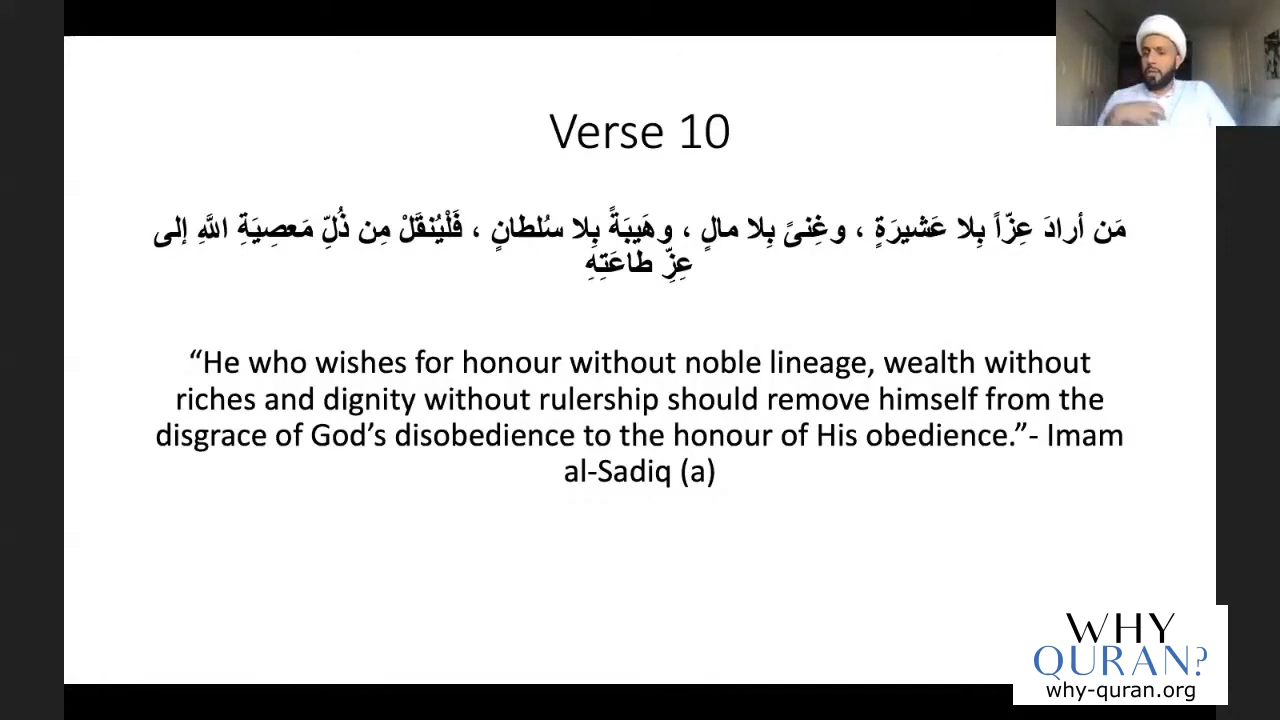 Verse 10
مَن أرادَ عِزّاً بِلا عَشيرَةٍ ، وغِنىً بِلا مالٍ ، وهَيبَةً بِلا سُلطانٍ ، فَلْيُنقَلْ مِن ذُلِّ مَعصِيَةِ اللَّهِ إلى
عِزِّ طاعَتِهِ
“He who wishes for honour without noble lineage, wealth without
riches and dignity without rulership should remove himself from the
disgrace of God’s disobedience to the honour of His obedience.”- Imam
al-Sadiq (a)
WHY
QURAN?
why-quran.org